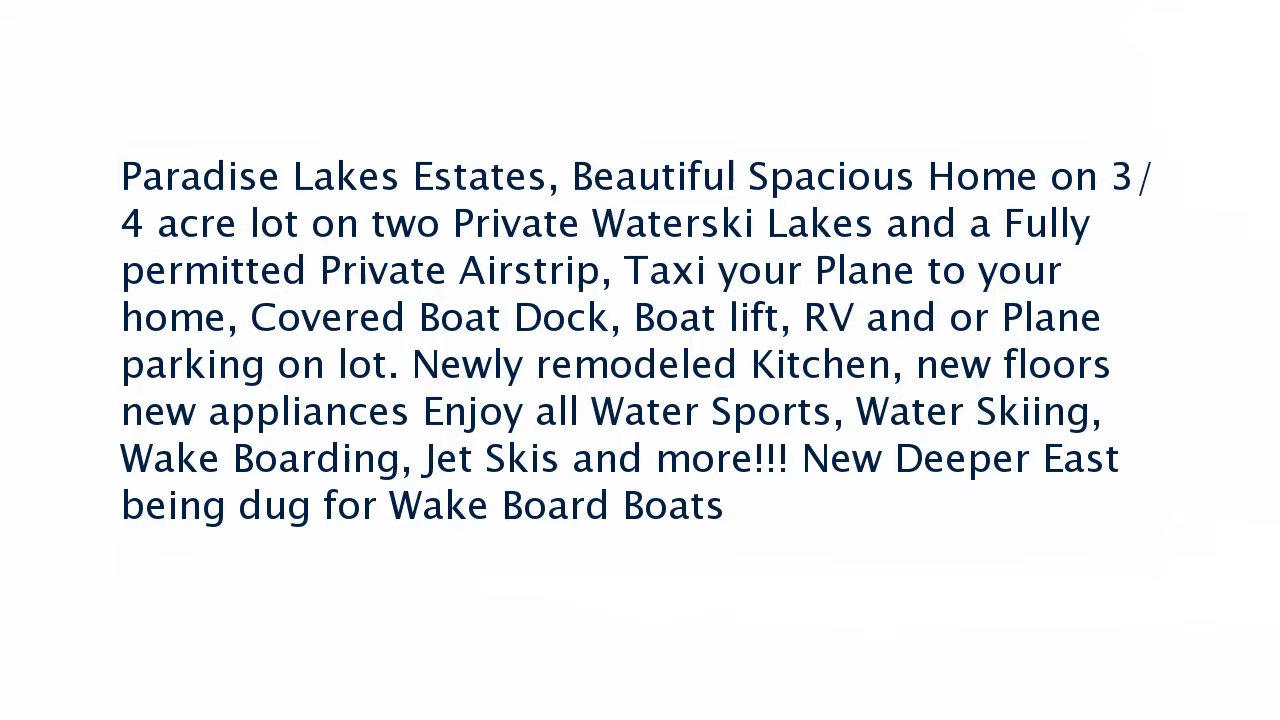 Paradise Lakes Estates, Beautiful Spacious Home on 3/
4 acre lot on two Private Waterski Lakes and a Fully
permitted Private Airstrip, Taxi your Plane to your
home, Covered Boat Dock, Boat lift, RV and or Plane
parking on lot. Newly remodeled Kitchen, new floors
new appliances Enjoy all Water Sports, Water Skiing,
Wake Boarding, Jet Skis and more!!! New Deeper East
being dug for Wake Board Boats